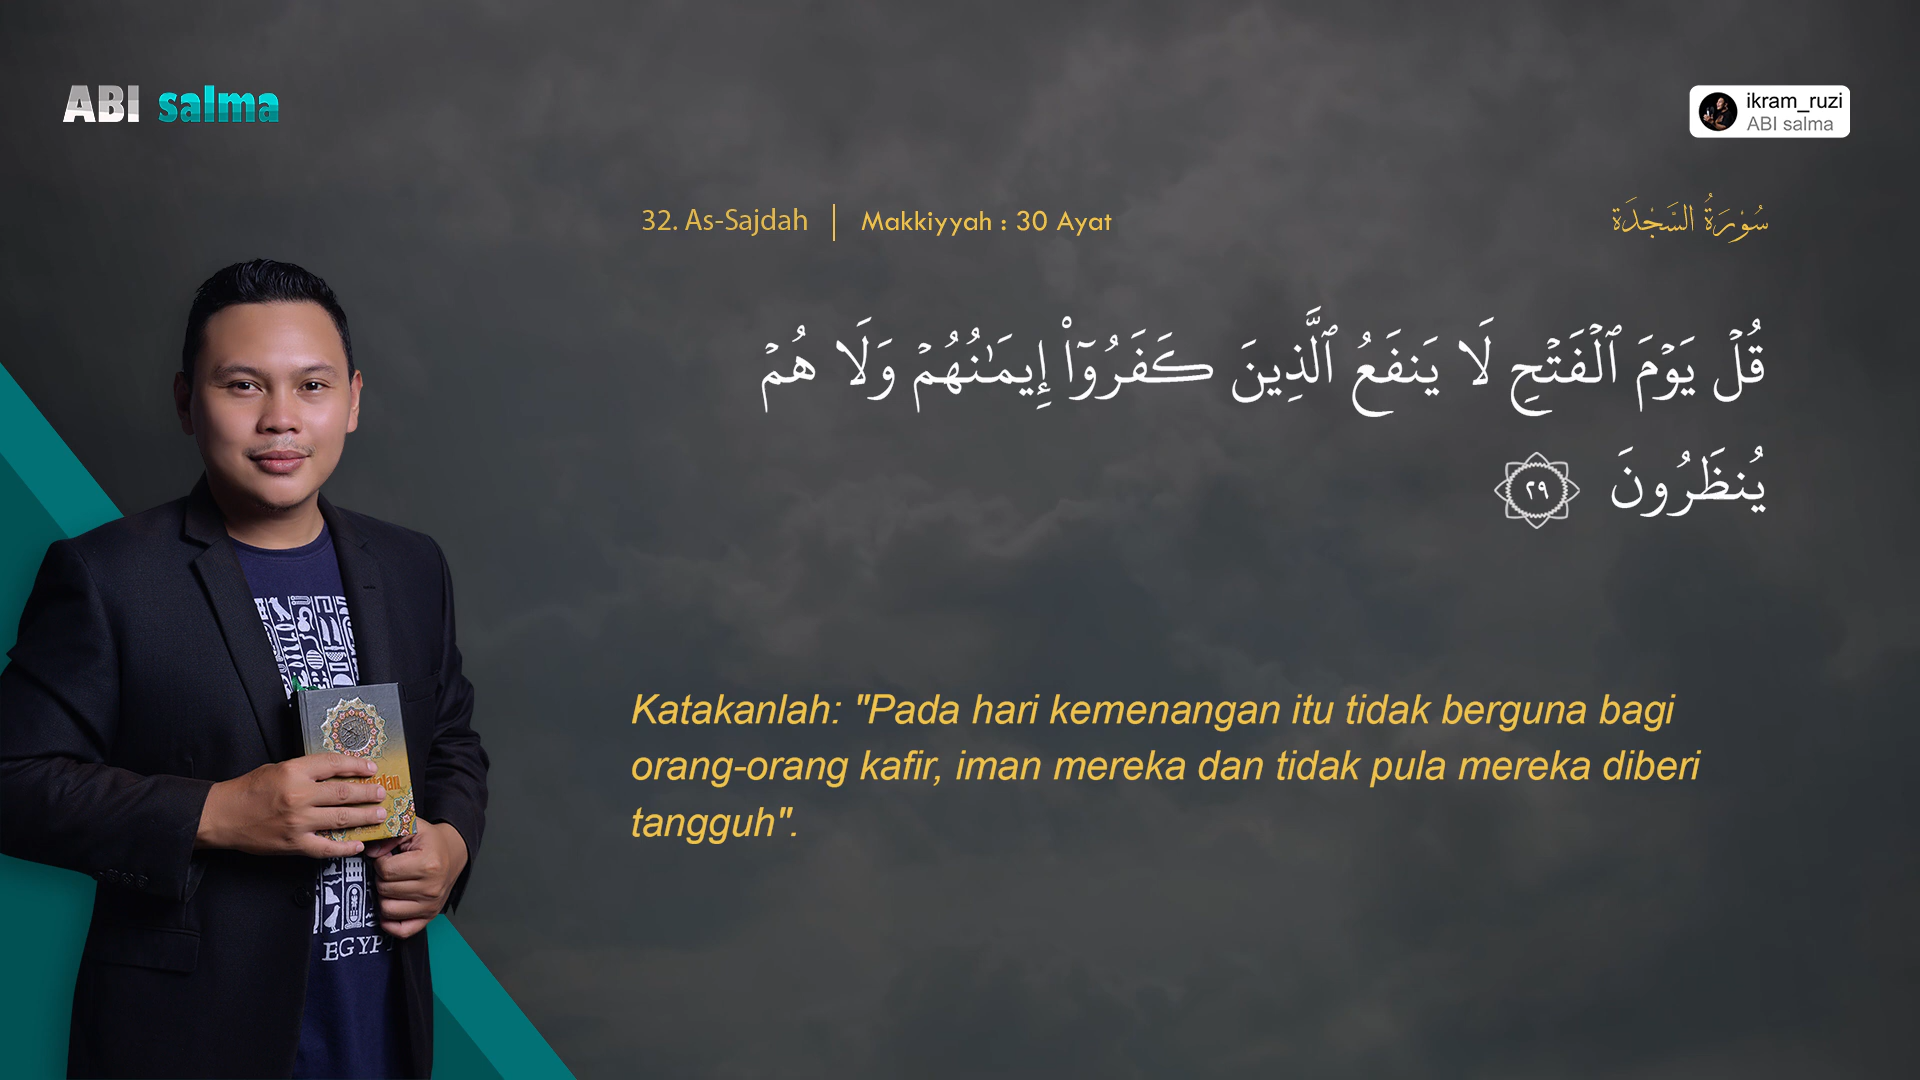 ABI salma
ikram_ruzi
ABI salma
32. As-Sajdah | Makkiyyah : 30 Ayat
سُوْرَةُ السَّجْدَة
قُلۡ يَوۡمَ ٱلۡفَتۡحِ لَا يَنفَعُ ٱلَّذِينَ كَفَرُوٓاْ إِيمَٰنُهُمۡ وَلَا هُمۡ
يُنظَرُونَ ٢٩
Katakanlah: "Pada hari kemenangan itu tidak berguna bagi
orang-orang kafir, iman mereka dan tidak pula mereka diberi
tangguh".
EGYPT